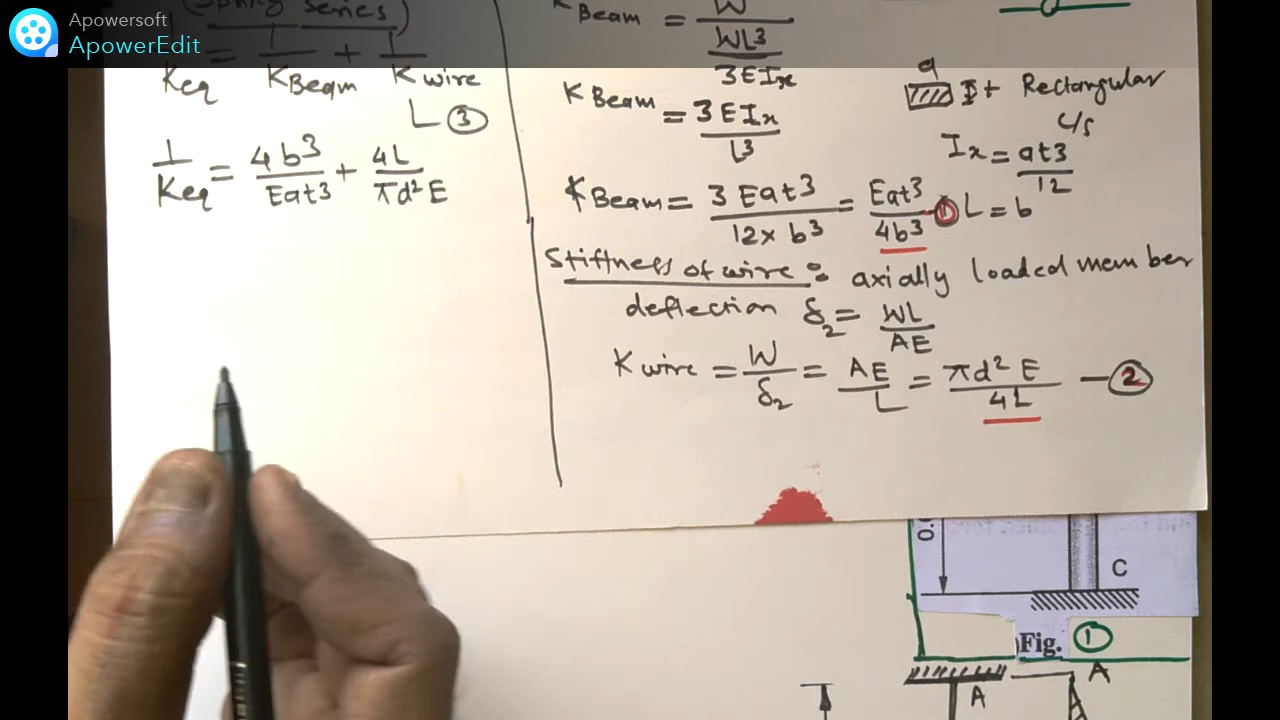 Apowersoft
ApowerEdit
(Spring series)
1/Keq = 1/KBeam + 1/Kwire
L ③
1/Keq = 4b³/Eat³ + 4L/πd²E
KBeam = W / (WL³/3EIx)
KBeam = 3EIx/L³
a t Rectangular
C/s
Ix = at3/12
KBeam = 3Eat³/12×b³ = Eat³/4b³ — ① L = b
Stiffness of wire : axially loaded member
deflection δ₂ = WL/AE
Kwire = W/δ₂ = AE/L = πd²E/4L — ②
C
Fig. ①
A
A